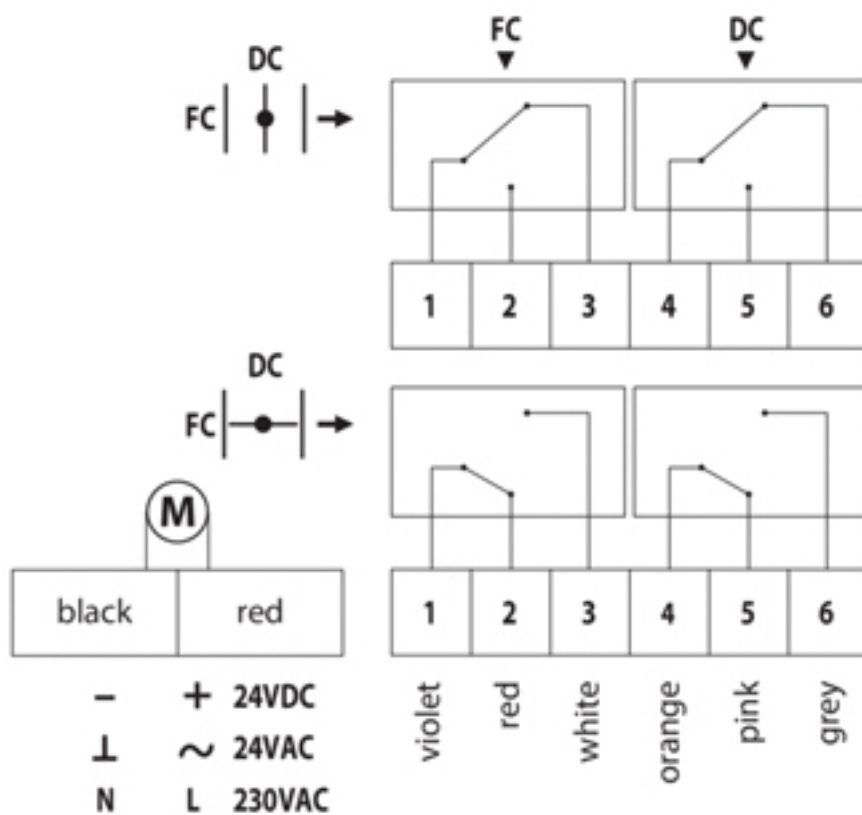 FC DC
DC
FC
1 2 3 4 5 6
DC
FC
M
black red
1 2 3 4 5 6
- + 24VDC
⊥ ~ 24VAC
N L 230VAC
violet
red
white
orange
pink
grey